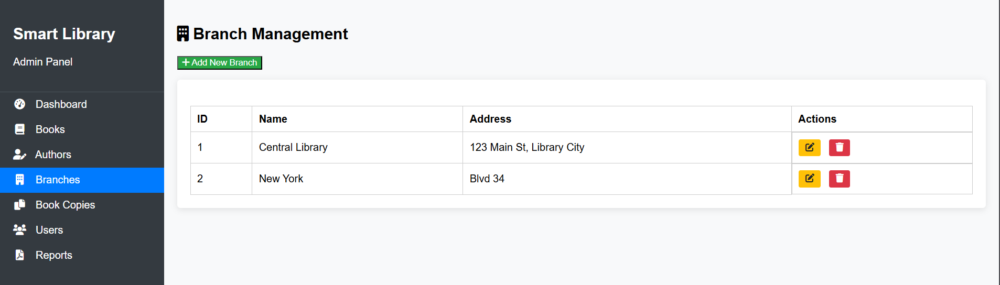 Smart Library
Admin Panel
Dashboard
Books
Authors
Branches
Book Copies
Users
Reports
Branch Management
Add New Branch
ID Name Address Actions
1 Central Library 123 Main St, Library City
2 New York Blvd 34